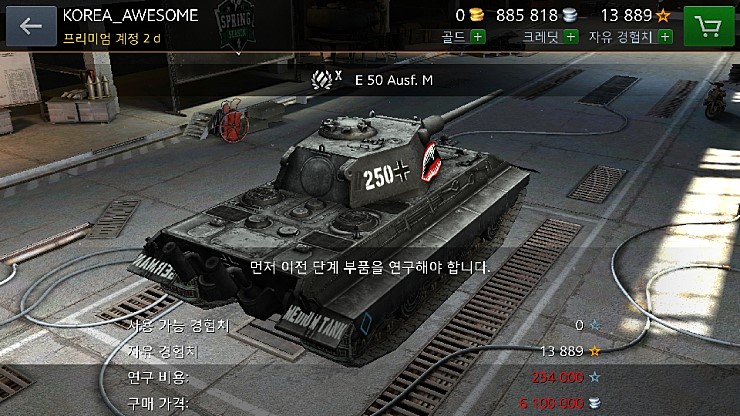 KOREA_AWESOME
프리미엄 계정 2 d
SPRING
0 885 818 13 889
골드 크레딧 자유 경험치
X E 50 Ausf. M
250
GERMANY
MEDIUM TANK
먼저 이전 단계 부품을 연구해야 합니다.
사용 가능 경험치 0
자유 경험치 13 889
연구 비용: 254 000
구매 가격: 6 100 000